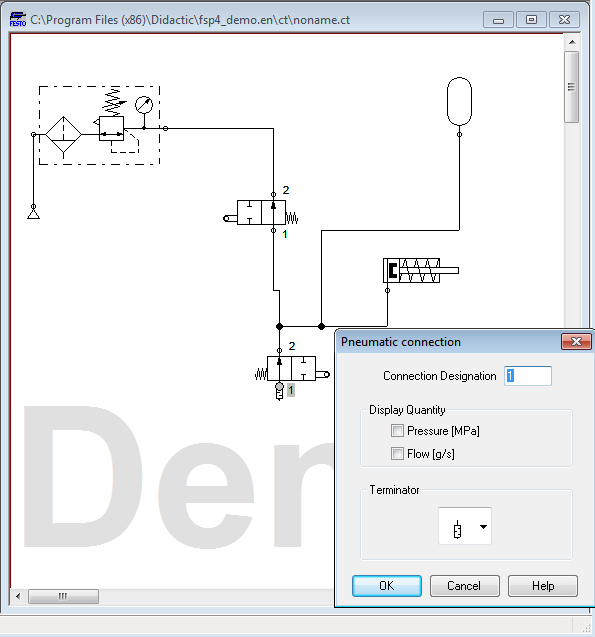 FESTO C:\Program Files (x86)\Didactic\fsp4_demo.en\ct\noname.ct
2
1
2
1
Dem
Pneumatic connection
Connection Designation 1
Display Quantity
Pressure [MPa]
Flow [g/s]
Terminator
OK Cancel Help